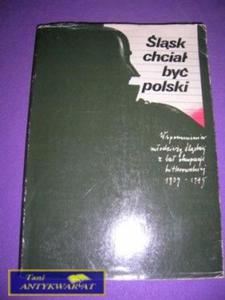 Śląsk
chciał
być
polski
Wspomnienia
młodzieży śląskiej
z lat okupacji
hitlerowskiej
1939-1945
Tani
ANTYKWARIAT